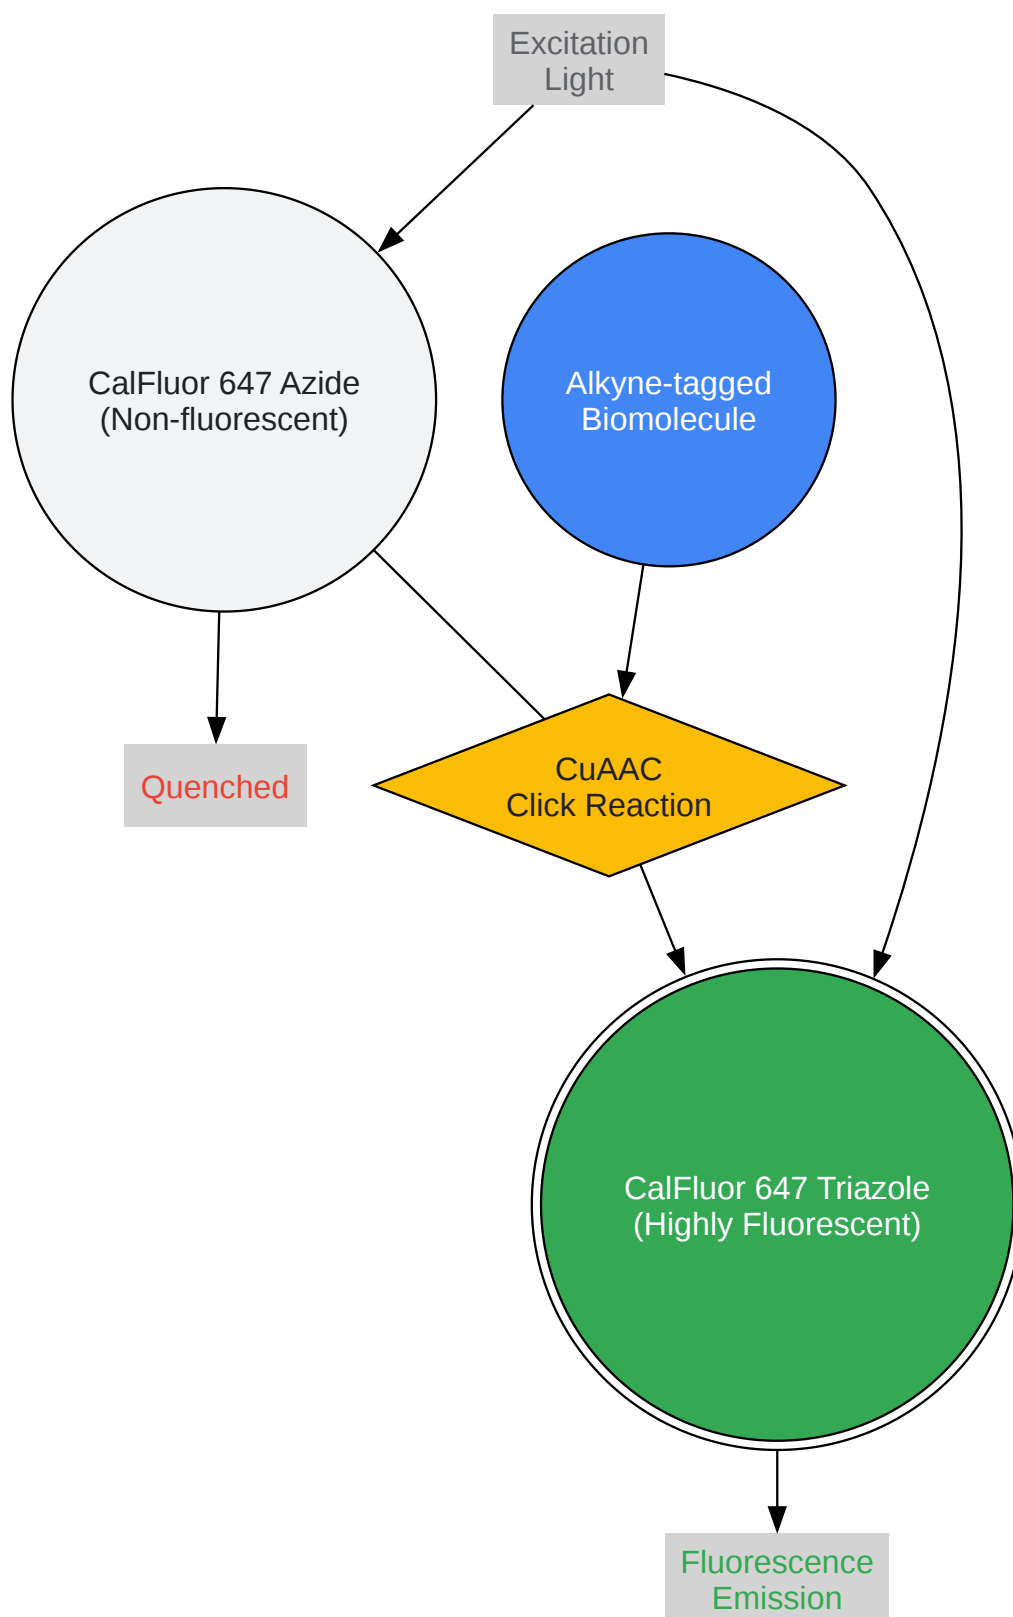 Excitation
Light
CalFluor 647 Azide
(Non-fluorescent)
Alkyne-tagged
Biomolecule
Quenched
CuAAC
Click Reaction
CalFluor 647 Triazole
(Highly Fluorescent)
Fluorescence
Emission